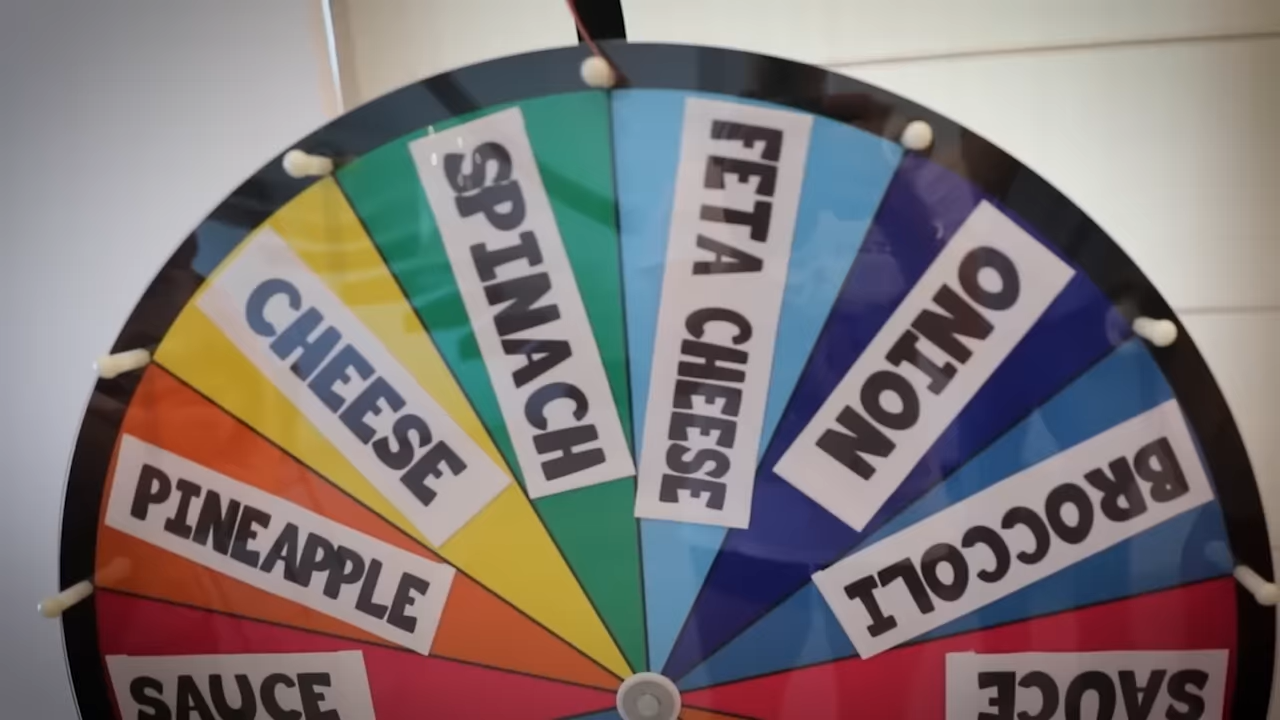 SAUCE
PINEAPPLE
CHEESE
SPINACH
FETA CHEESE
ONION
BROCCOLI
SAUCE